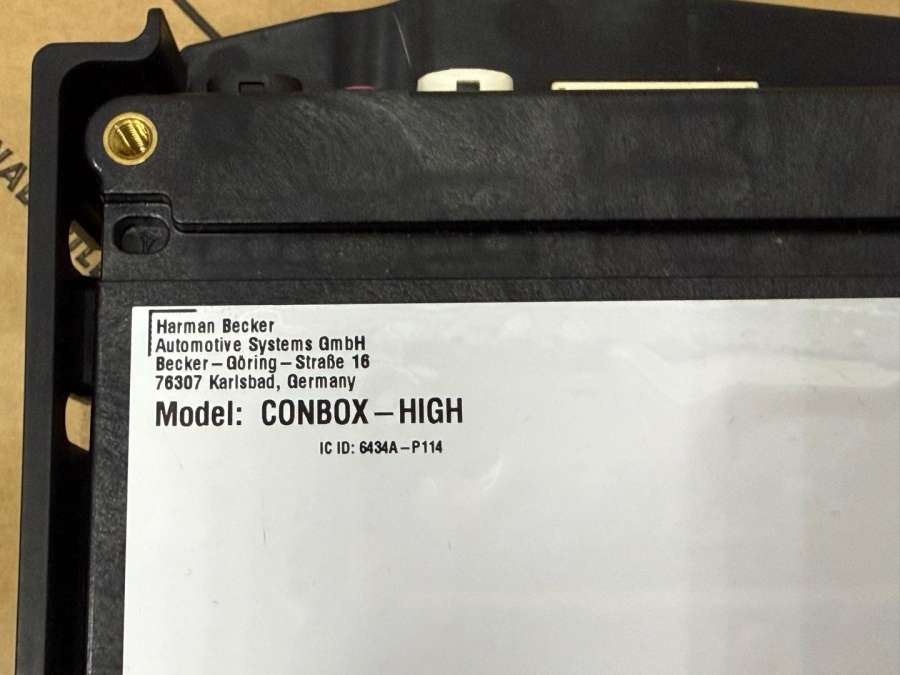 Harman Becker
Automotive Systems GmbH
Becker-Göring-Straße 16
76307 Karlsbad, Germany
Model: CONBOX-HIGH
IC ID: 6434A-P114